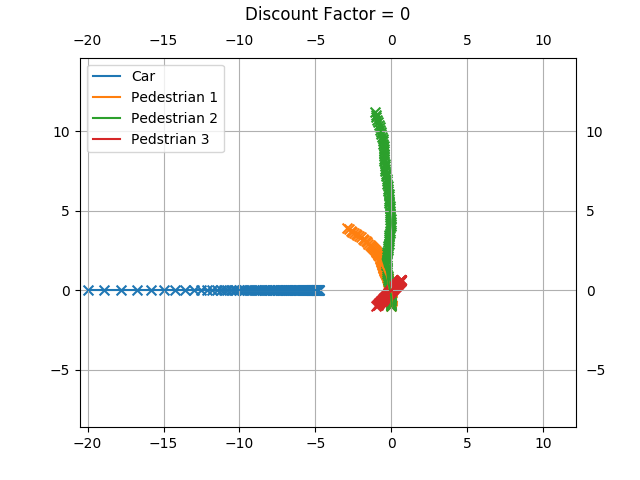 Discount Factor = 0
−20 −15 −10 −5 0 5 10
Car
Pedestrian 1
Pedestrian 2
Pedstrian 3
10 10
5 5
0 0
−5 −5
−20 −15 −10 −5 0 5 10